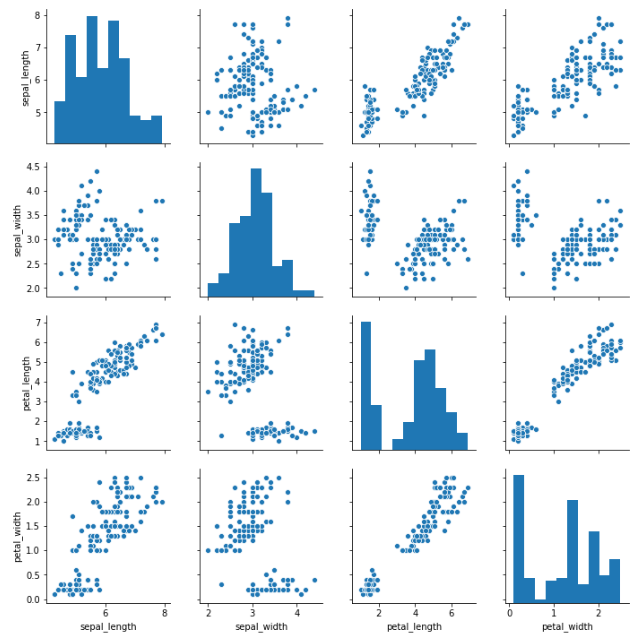 8
7
6
5
sepal_length
4.5
4.0
3.5
3.0
2.5
2.0
sepal_width
7
6
5
4
3
2
1
petal_length
2.5
2.0
1.5
1.0
0.5
0.0
petal_width
6 8
sepal_length
2 3 4
sepal_width
2 4 6
petal_length
0 1 2
petal_width